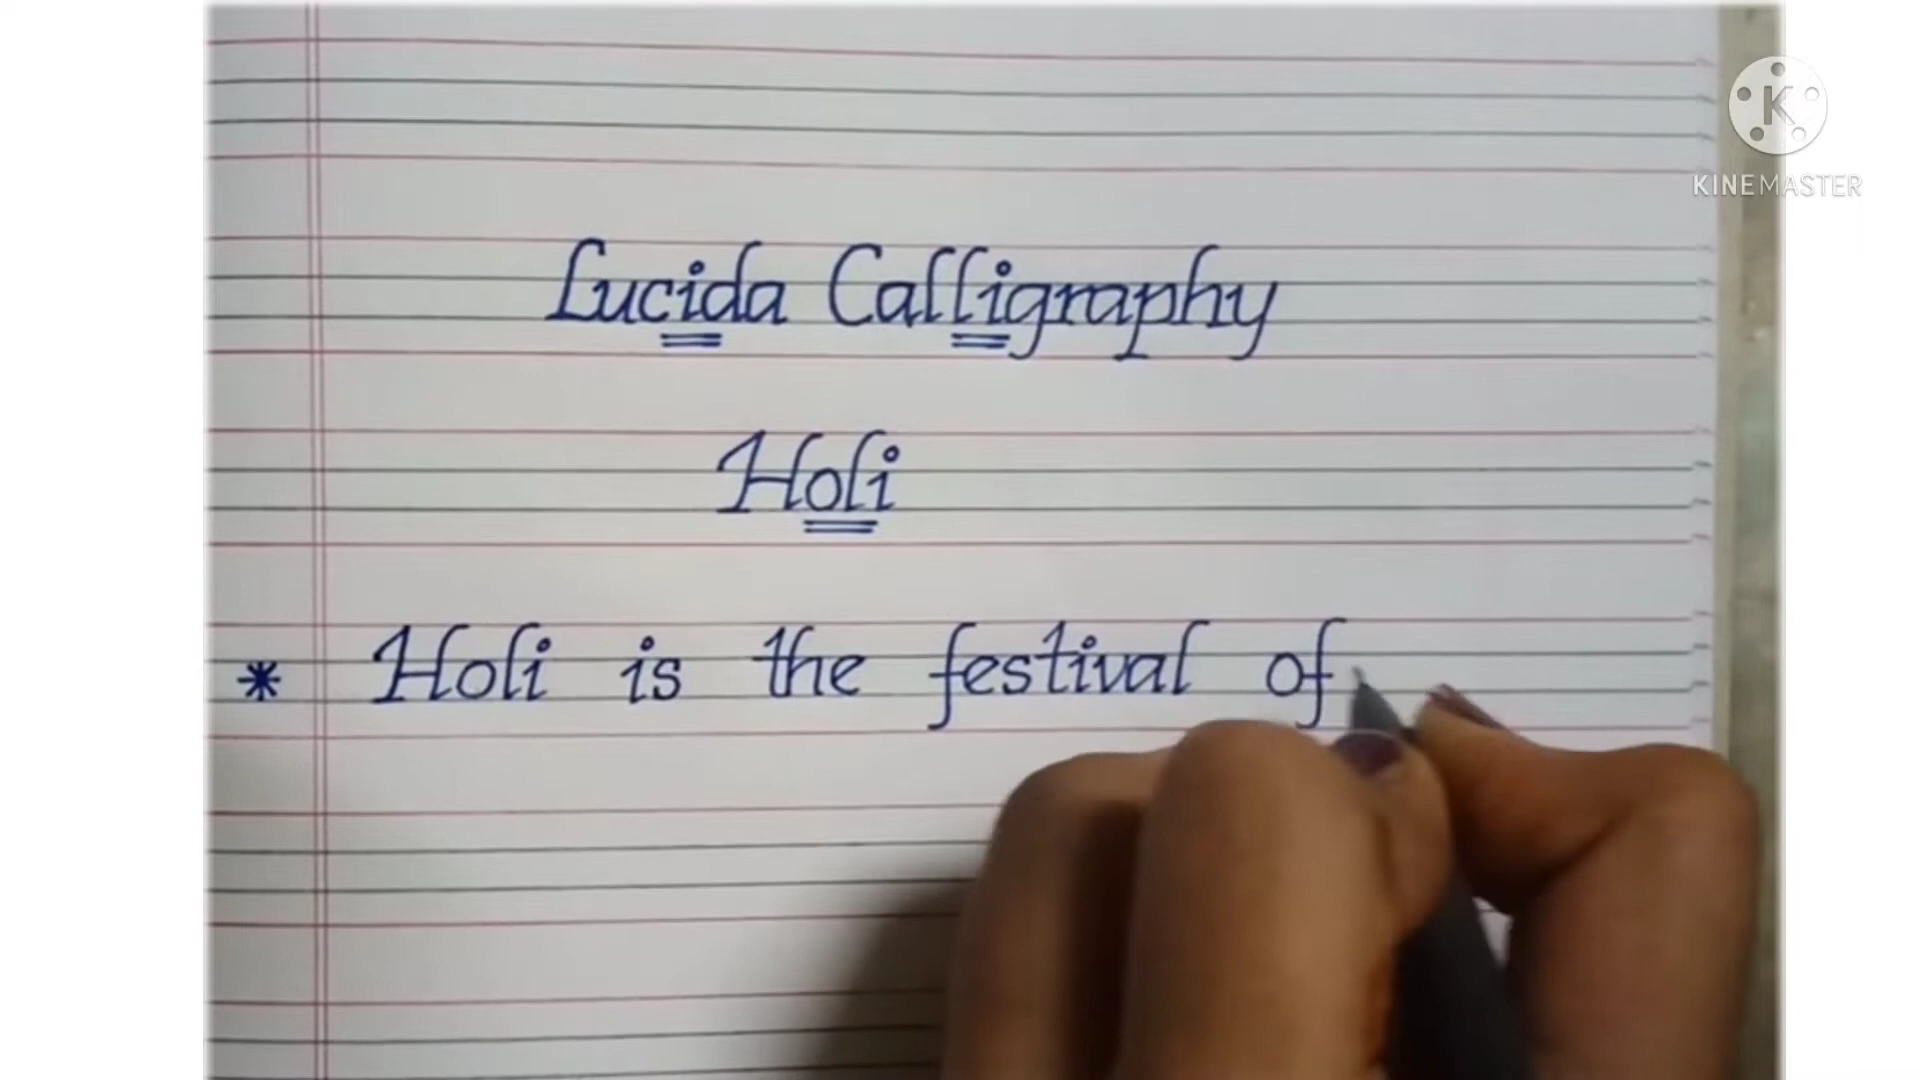 K
KINEMASTER
Lucida Calligraphy
Holi
* Holi is the festival of